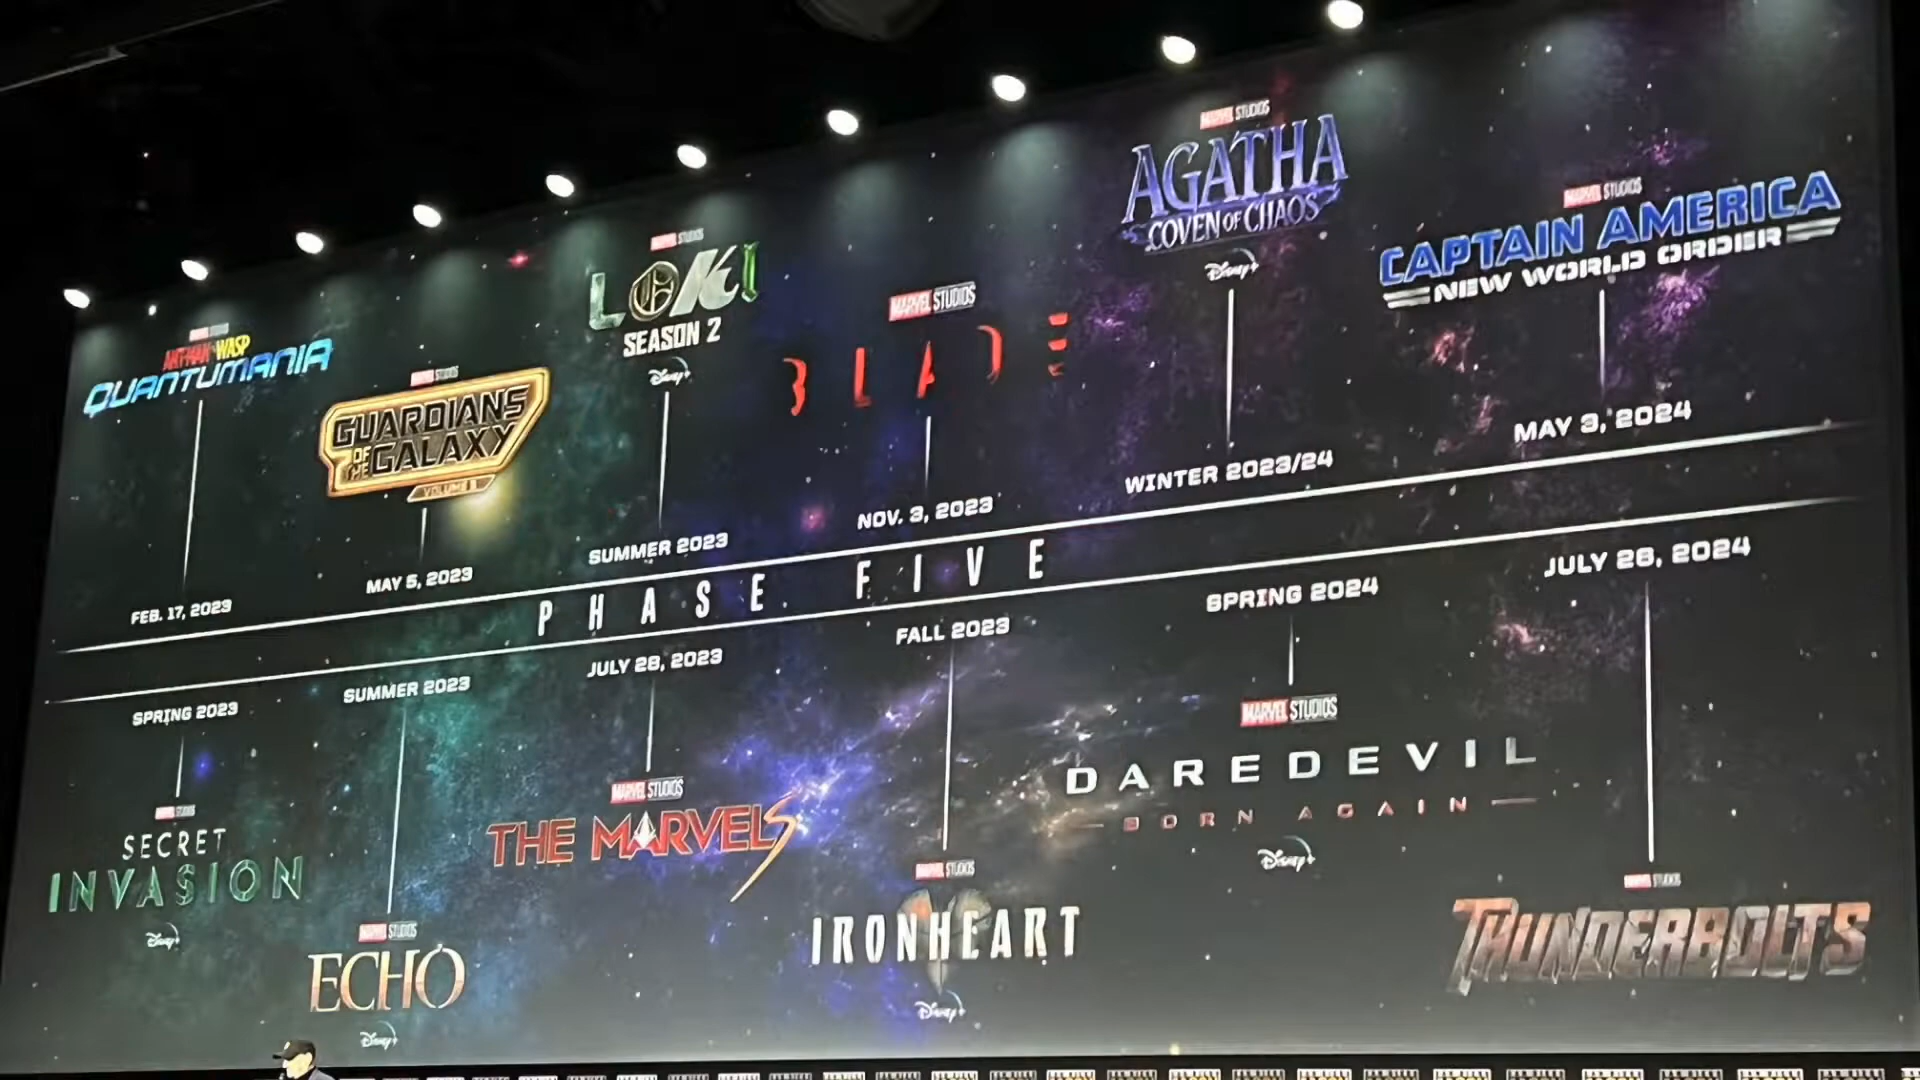 MARVEL STUDIOS
ANT-MAN WASP
QUANTUMANIA
FEB. 17, 2023
MARVEL STUDIOS
GUARDIANS
OF THE GALAXY
VOLUME 3
MAY 5, 2023
MARVEL STUDIOS
LOKI
SEASON 2
Disney+
SUMMER 2023
MARVEL STUDIOS
BLADE
NOV. 3, 2023
MARVEL STUDIOS
AGATHA
COVEN OF CHAOS
Disney+
WINTER 2023/24
MARVEL STUDIOS
CAPTAIN AMERICA
NEW WORLD ORDER
MAY 3, 2024
PHASE FIVE
SPRING 2023
MARVEL STUDIOS
SECRET
INVASION
Disney+
SUMMER 2023
MARVEL STUDIOS
ECHO
Disney+
JULY 28, 2023
MARVEL STUDIOS
THE MARVELS
FALL 2023
MARVEL STUDIOS
IRONHEART
Disney+
SPRING 2024
MARVEL STUDIOS
DAREDEVIL
BORN AGAIN
Disney+
JULY 28, 2024
MARVEL STUDIOS
THUNDERBOLTS